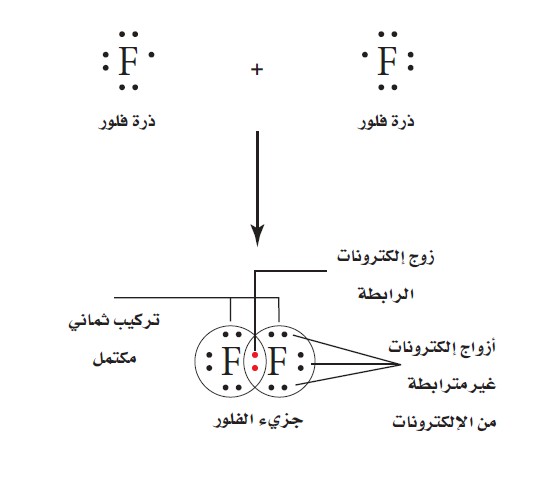 F + F
ذرة فلور
ذرة فلور
زوج إلكترونات
الرابطة
تركيب ثماني
مكتمل
F F
أزواج إلكترونات
غير مترابطة
من الإلكترونات
جزيء الفلور